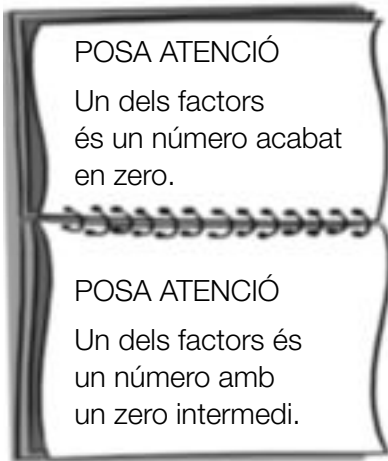 POSA ATENCIÓ
Un dels factors
és un número acabat
en zero.
POSA ATENCIÓ
Un dels factors és
un número amb
un zero intermedi.